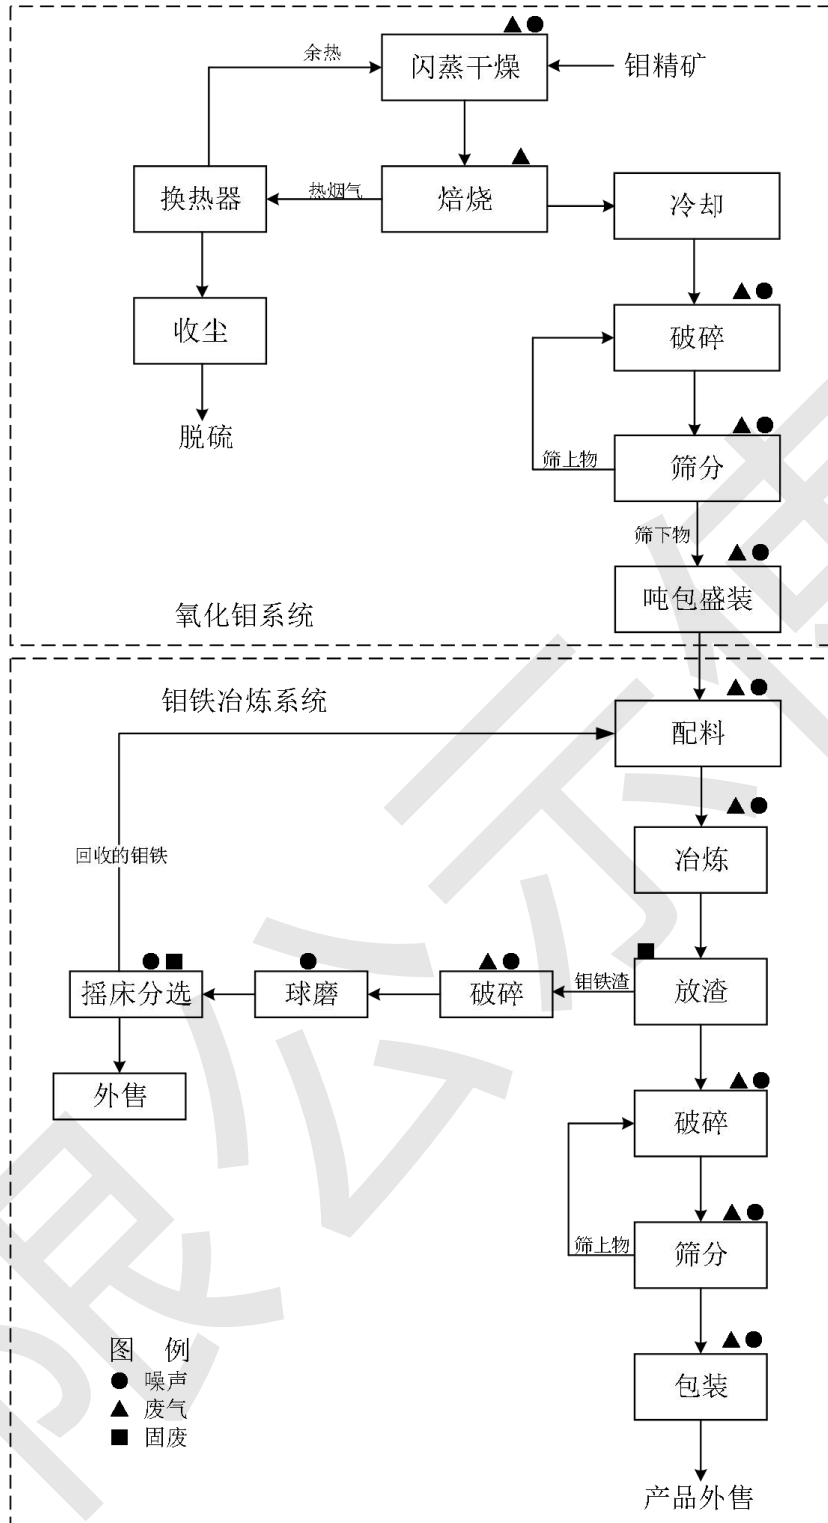 余热
闪蒸干燥
钼精矿
换热器
热烟气
焙烧
冷却
收尘
破碎
脱硫
筛上物
筛分
筛下物
吨包盛装
氧化钼系统
钼铁冶炼系统
配料
回收的钼铁
冶炼
摇床分选
球磨
破碎
钼铁渣
放渣
外售
破碎
筛上物
筛分
图 例
噪声
废气
固废
包装
产品外售
限公示使